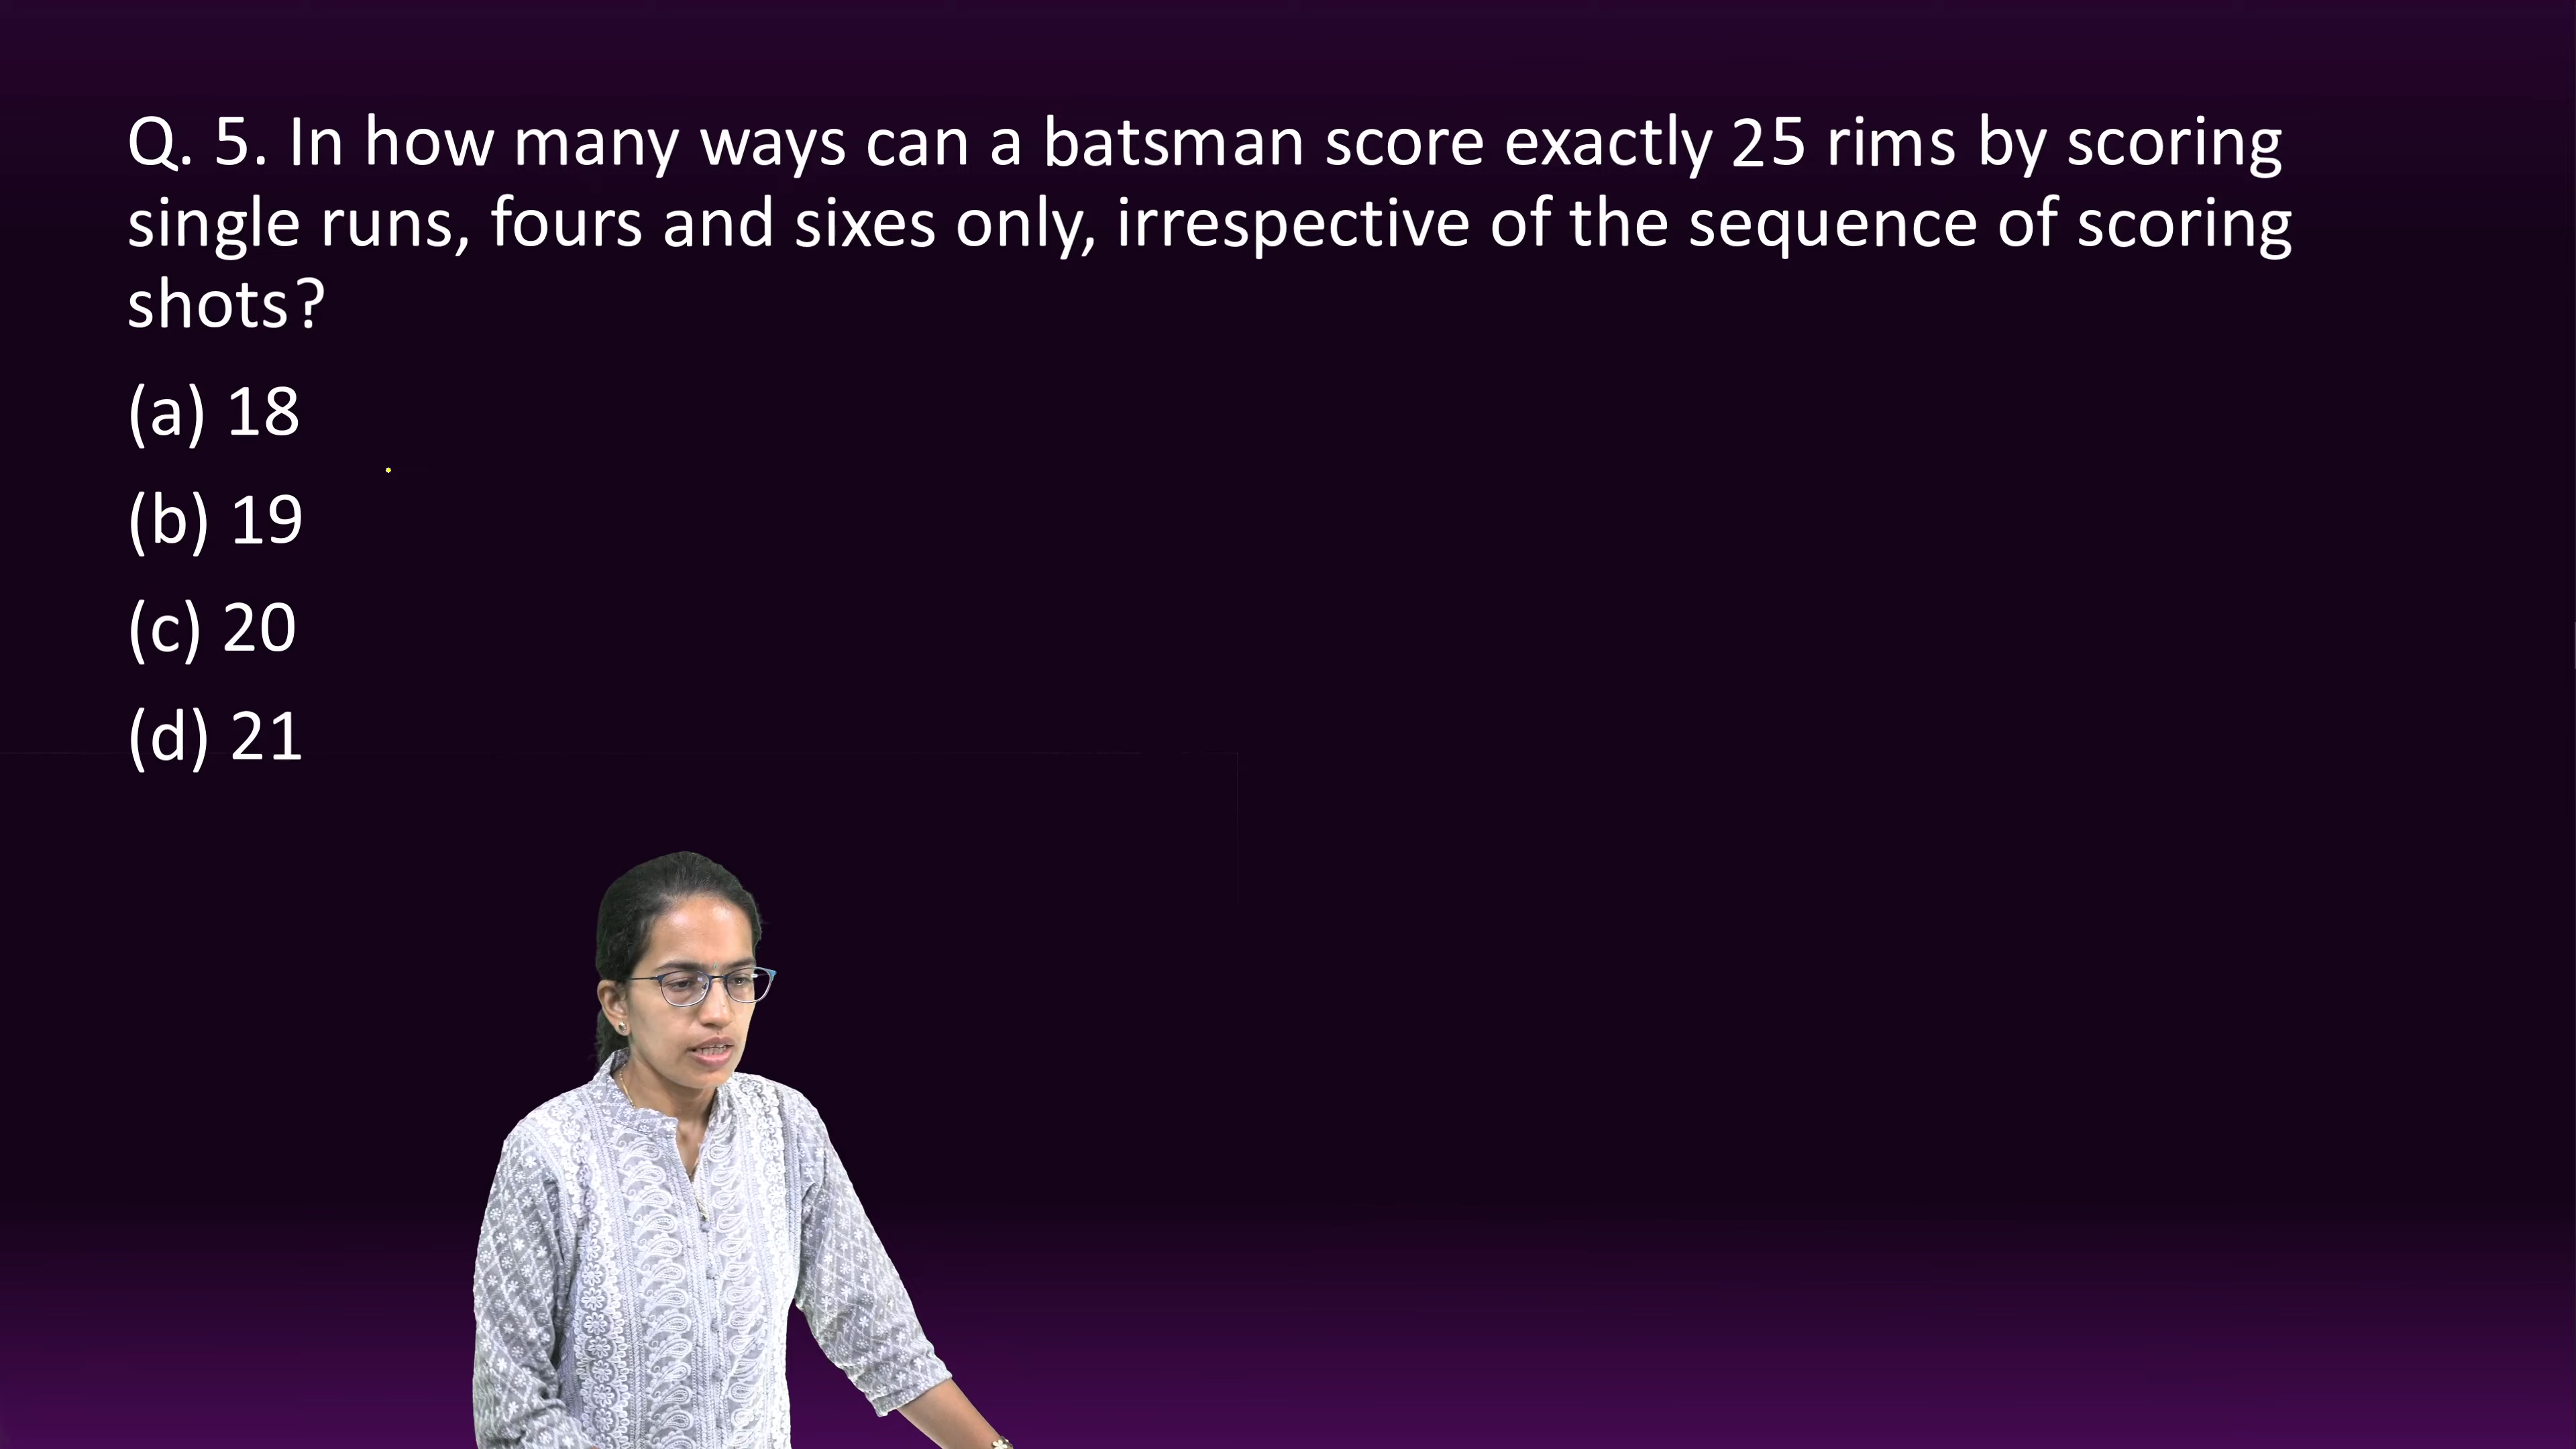 Q. 5. In how many ways can a batsman score exactly 25 rims by scoring
single runs, fours and sixes only, irrespective of the sequence of scoring
shots?
(a) 18
(b) 19
(c) 20
(d) 21